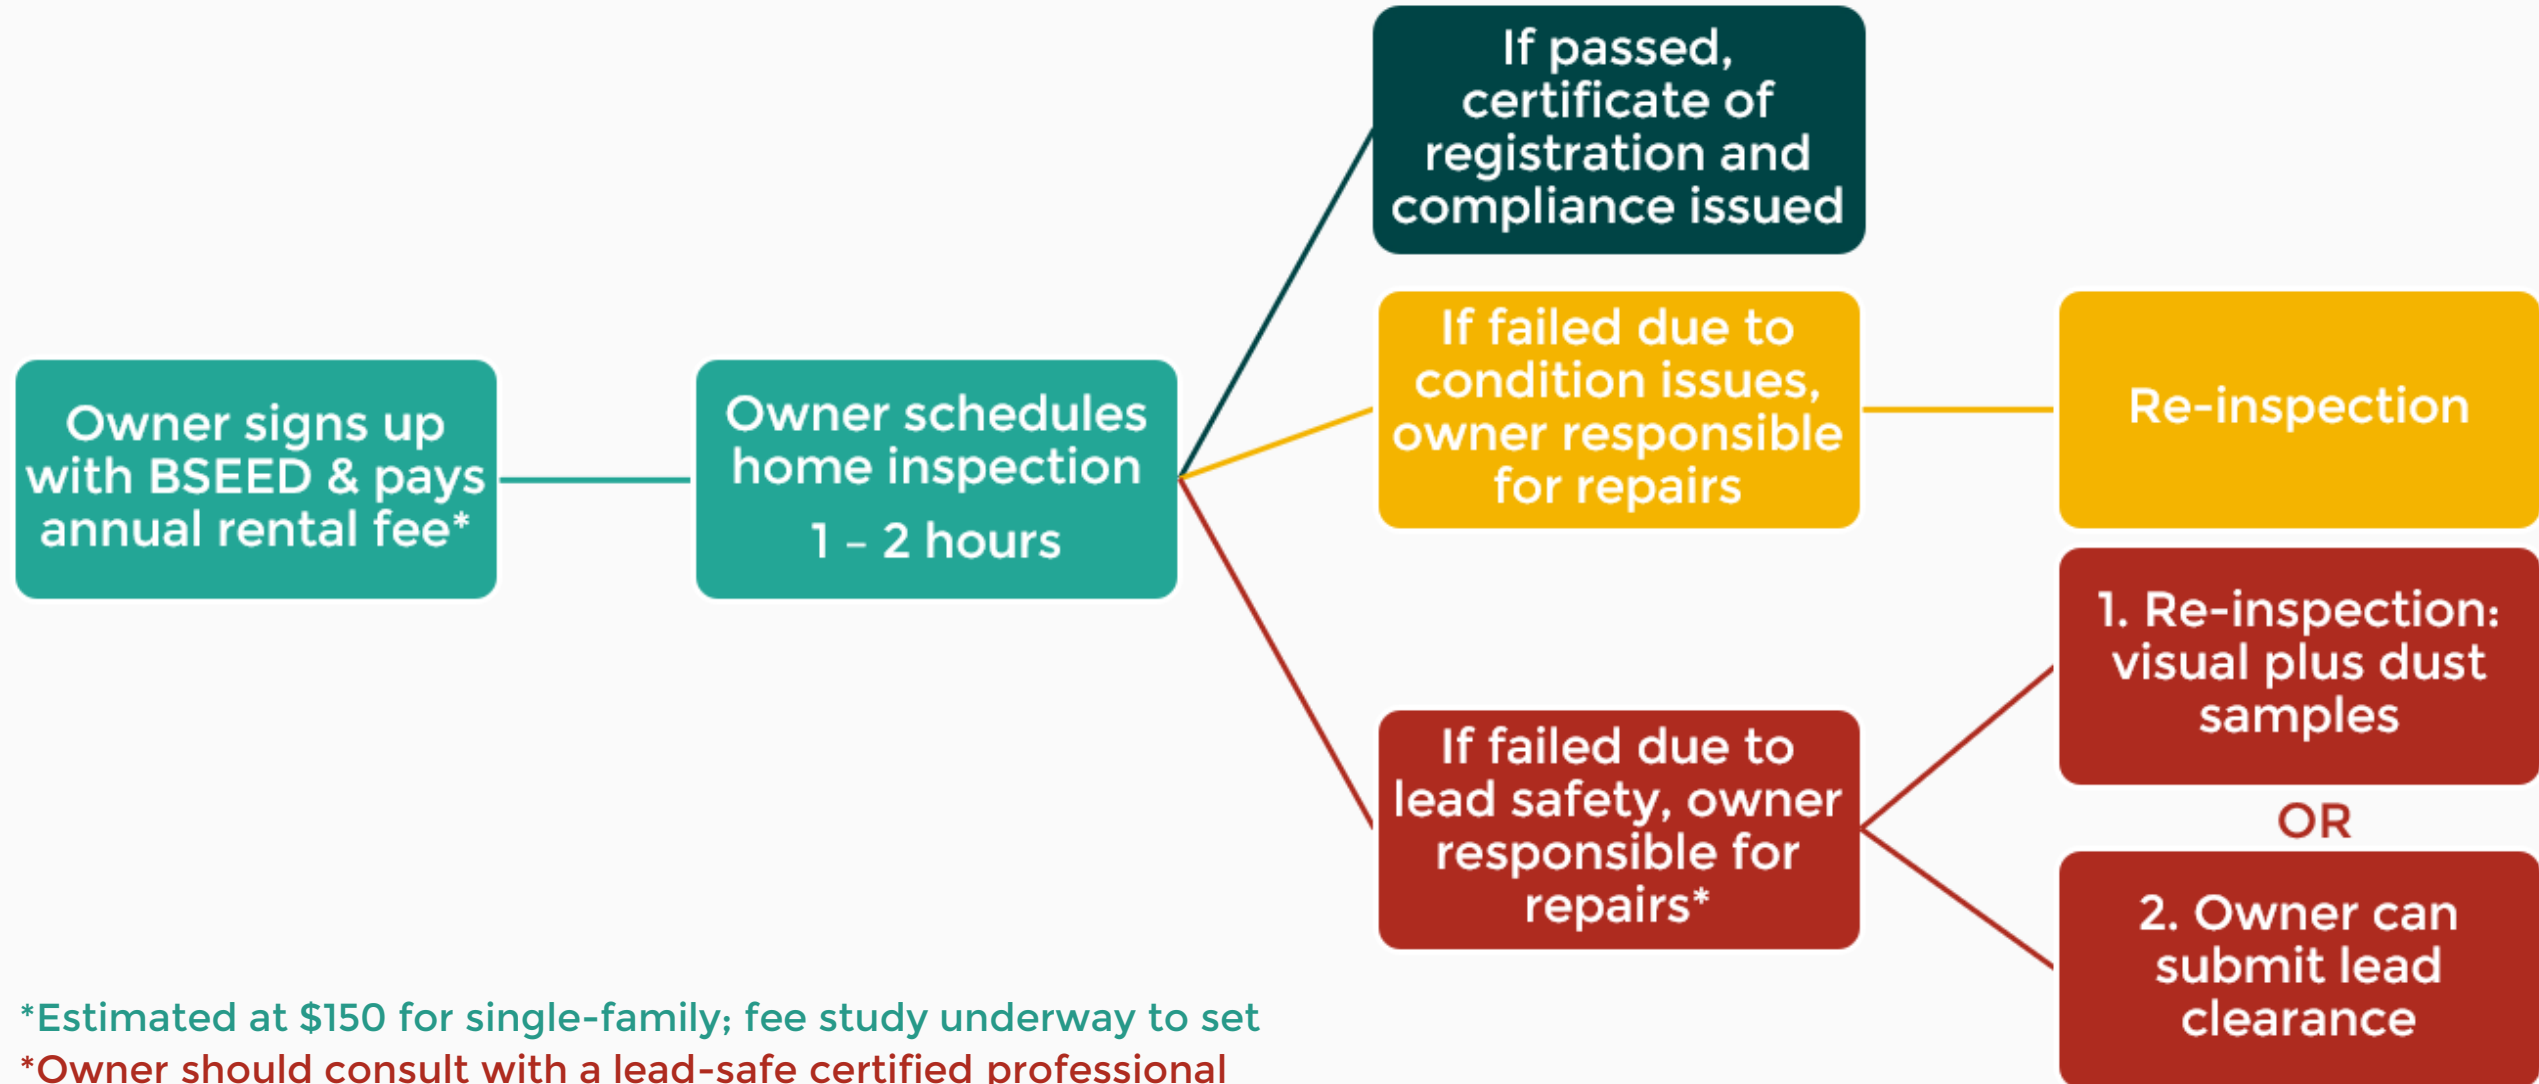 If passed,
certificate of
registration and
compliance issued
If failed due to
condition issues,
owner responsible
for repairs
Re-inspection
Owner signs up
with BSEED & pays
annual rental fee*
Owner schedules
home inspection
1 – 2 hours
1. Re-inspection:
visual plus dust
samples
If failed due to
lead safety, owner
responsible for
repairs*
OR
2. Owner can
submit lead
clearance
*Estimated at $150 for single-family; fee study underway to set
*Owner should consult with a lead-safe certified professional